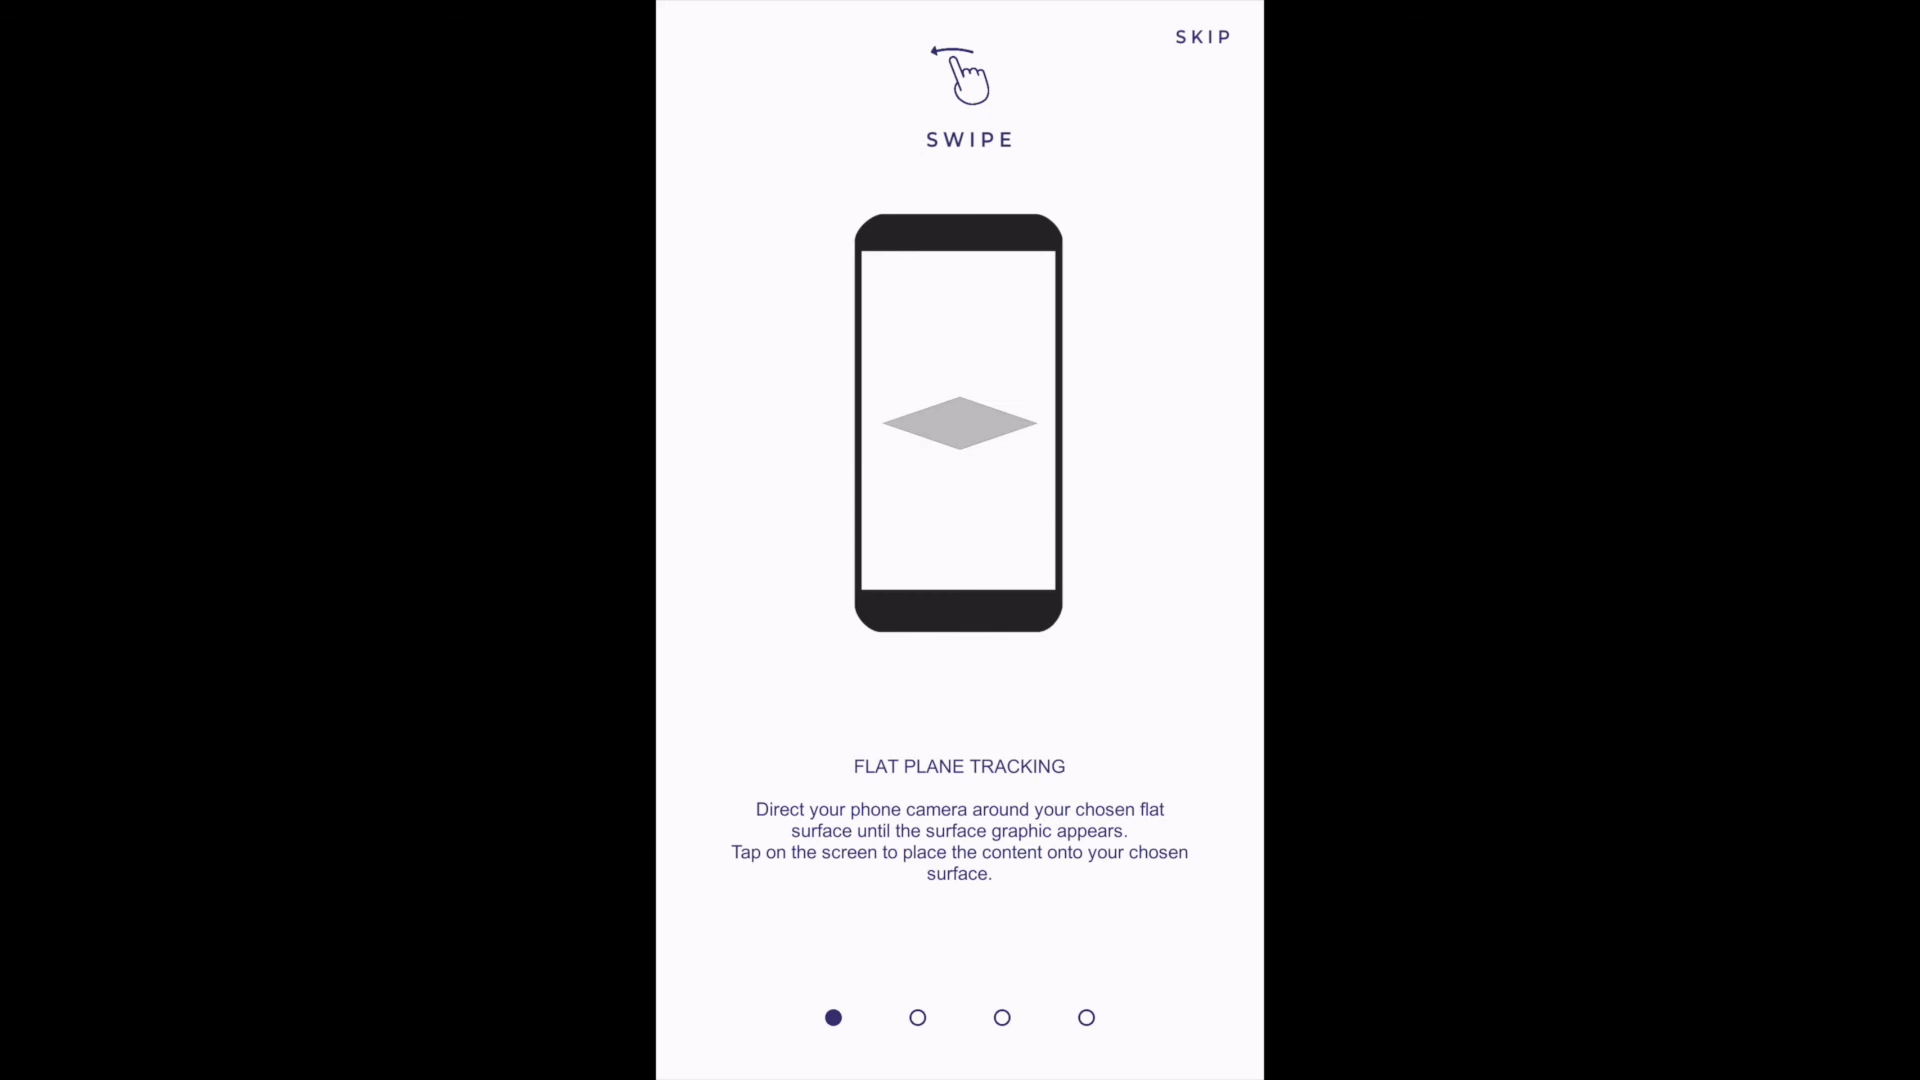 SKIP
SWIPE
FLAT PLANE TRACKING
Direct your phone camera around your chosen flat
surface until the surface graphic appears.
Tap on the screen to place the content onto your chosen
surface.